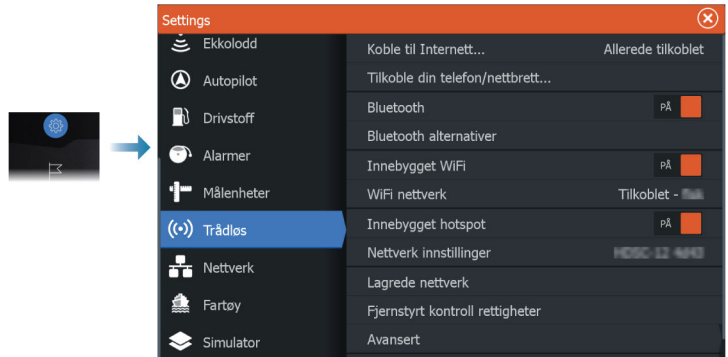 Settings
Ekkolodd
Autopilot
Drivstoff
Alarmer
Målenheter
Trådløs
Nettverk
Fartøy
Simulator
Koble til Internett... Allerede tilkoblet
Tilkoble din telefon/nettbrett...
Bluetooth PÅ
Bluetooth alternativer
Innebygget WiFi PÅ
WiFi nettverk Tilkoblet -
Innebygget hotspot PÅ
Nettverk innstillinger
Lagrede nettverk
Fjernstyrt kontroll rettigheter
Avansert